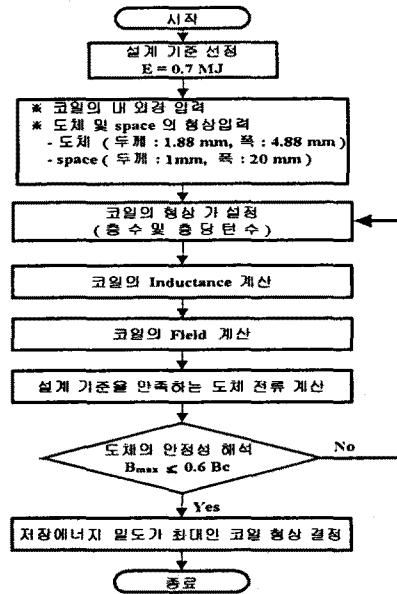 시작
설계 기준 선정
E = 0.7 MJ
※ 코일의 내 외경 입력
※ 도체 및 space 의 형상입력
- 도체 ( 두께 : 1.88 mm, 폭 : 4.88 mm )
- space ( 두께 : 1mm, 폭 : 20 mm )
코일의 형상 가 설정
( 층 수 및 층 당 턴 수 )
코일의 Inductance 계산
코일의 Field 계산
설계 기준을 만족하는 도체 전류 계산
도체의 안정성 해석
Bmax ≤ 0.6 Bc
No
Yes
저장에너지 밀도가 최대인 코일 형상 결정
종료